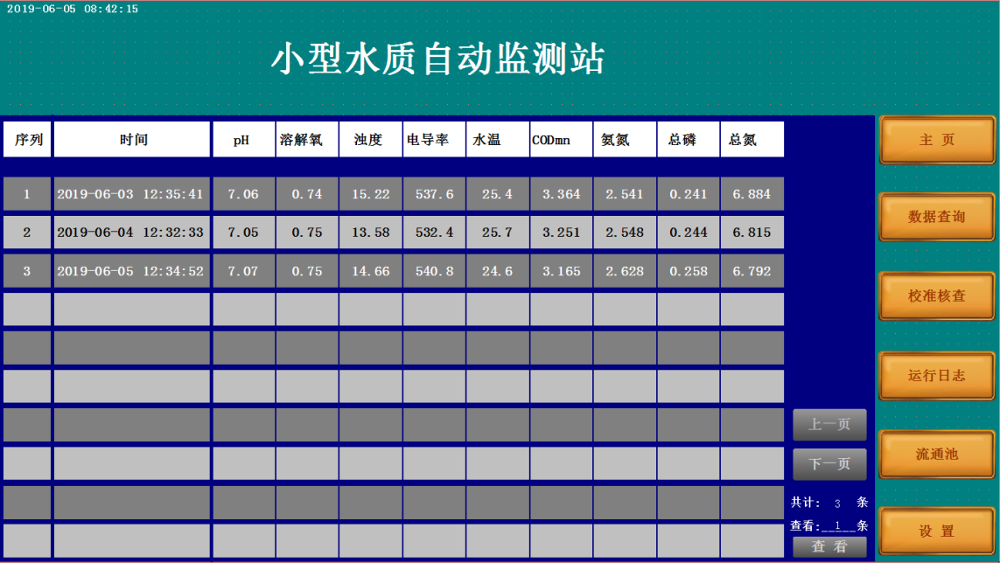 2019-06-05 08:42:15
小型水质自动监测站
序列 时间 pH 溶解氧 浊度 电导率 水温 CODmn 氨氮 总磷 总氮
1 2019-06-03 12:35:41 7.06 0.74 15.22 537.6 25.4 3.364 2.541 0.241 6.884
2 2019-06-04 12:32:33 7.05 0.75 13.58 532.4 25.7 3.251 2.548 0.244 6.815
3 2019-06-05 12:34:52 7.07 0.75 14.66 540.8 24.6 3.165 2.628 0.258 6.792
上一页
下一页
共计: 3 条
查看:__1__条
查 看
主 页
数据查询
校准核查
运行日志
流通池
设 置